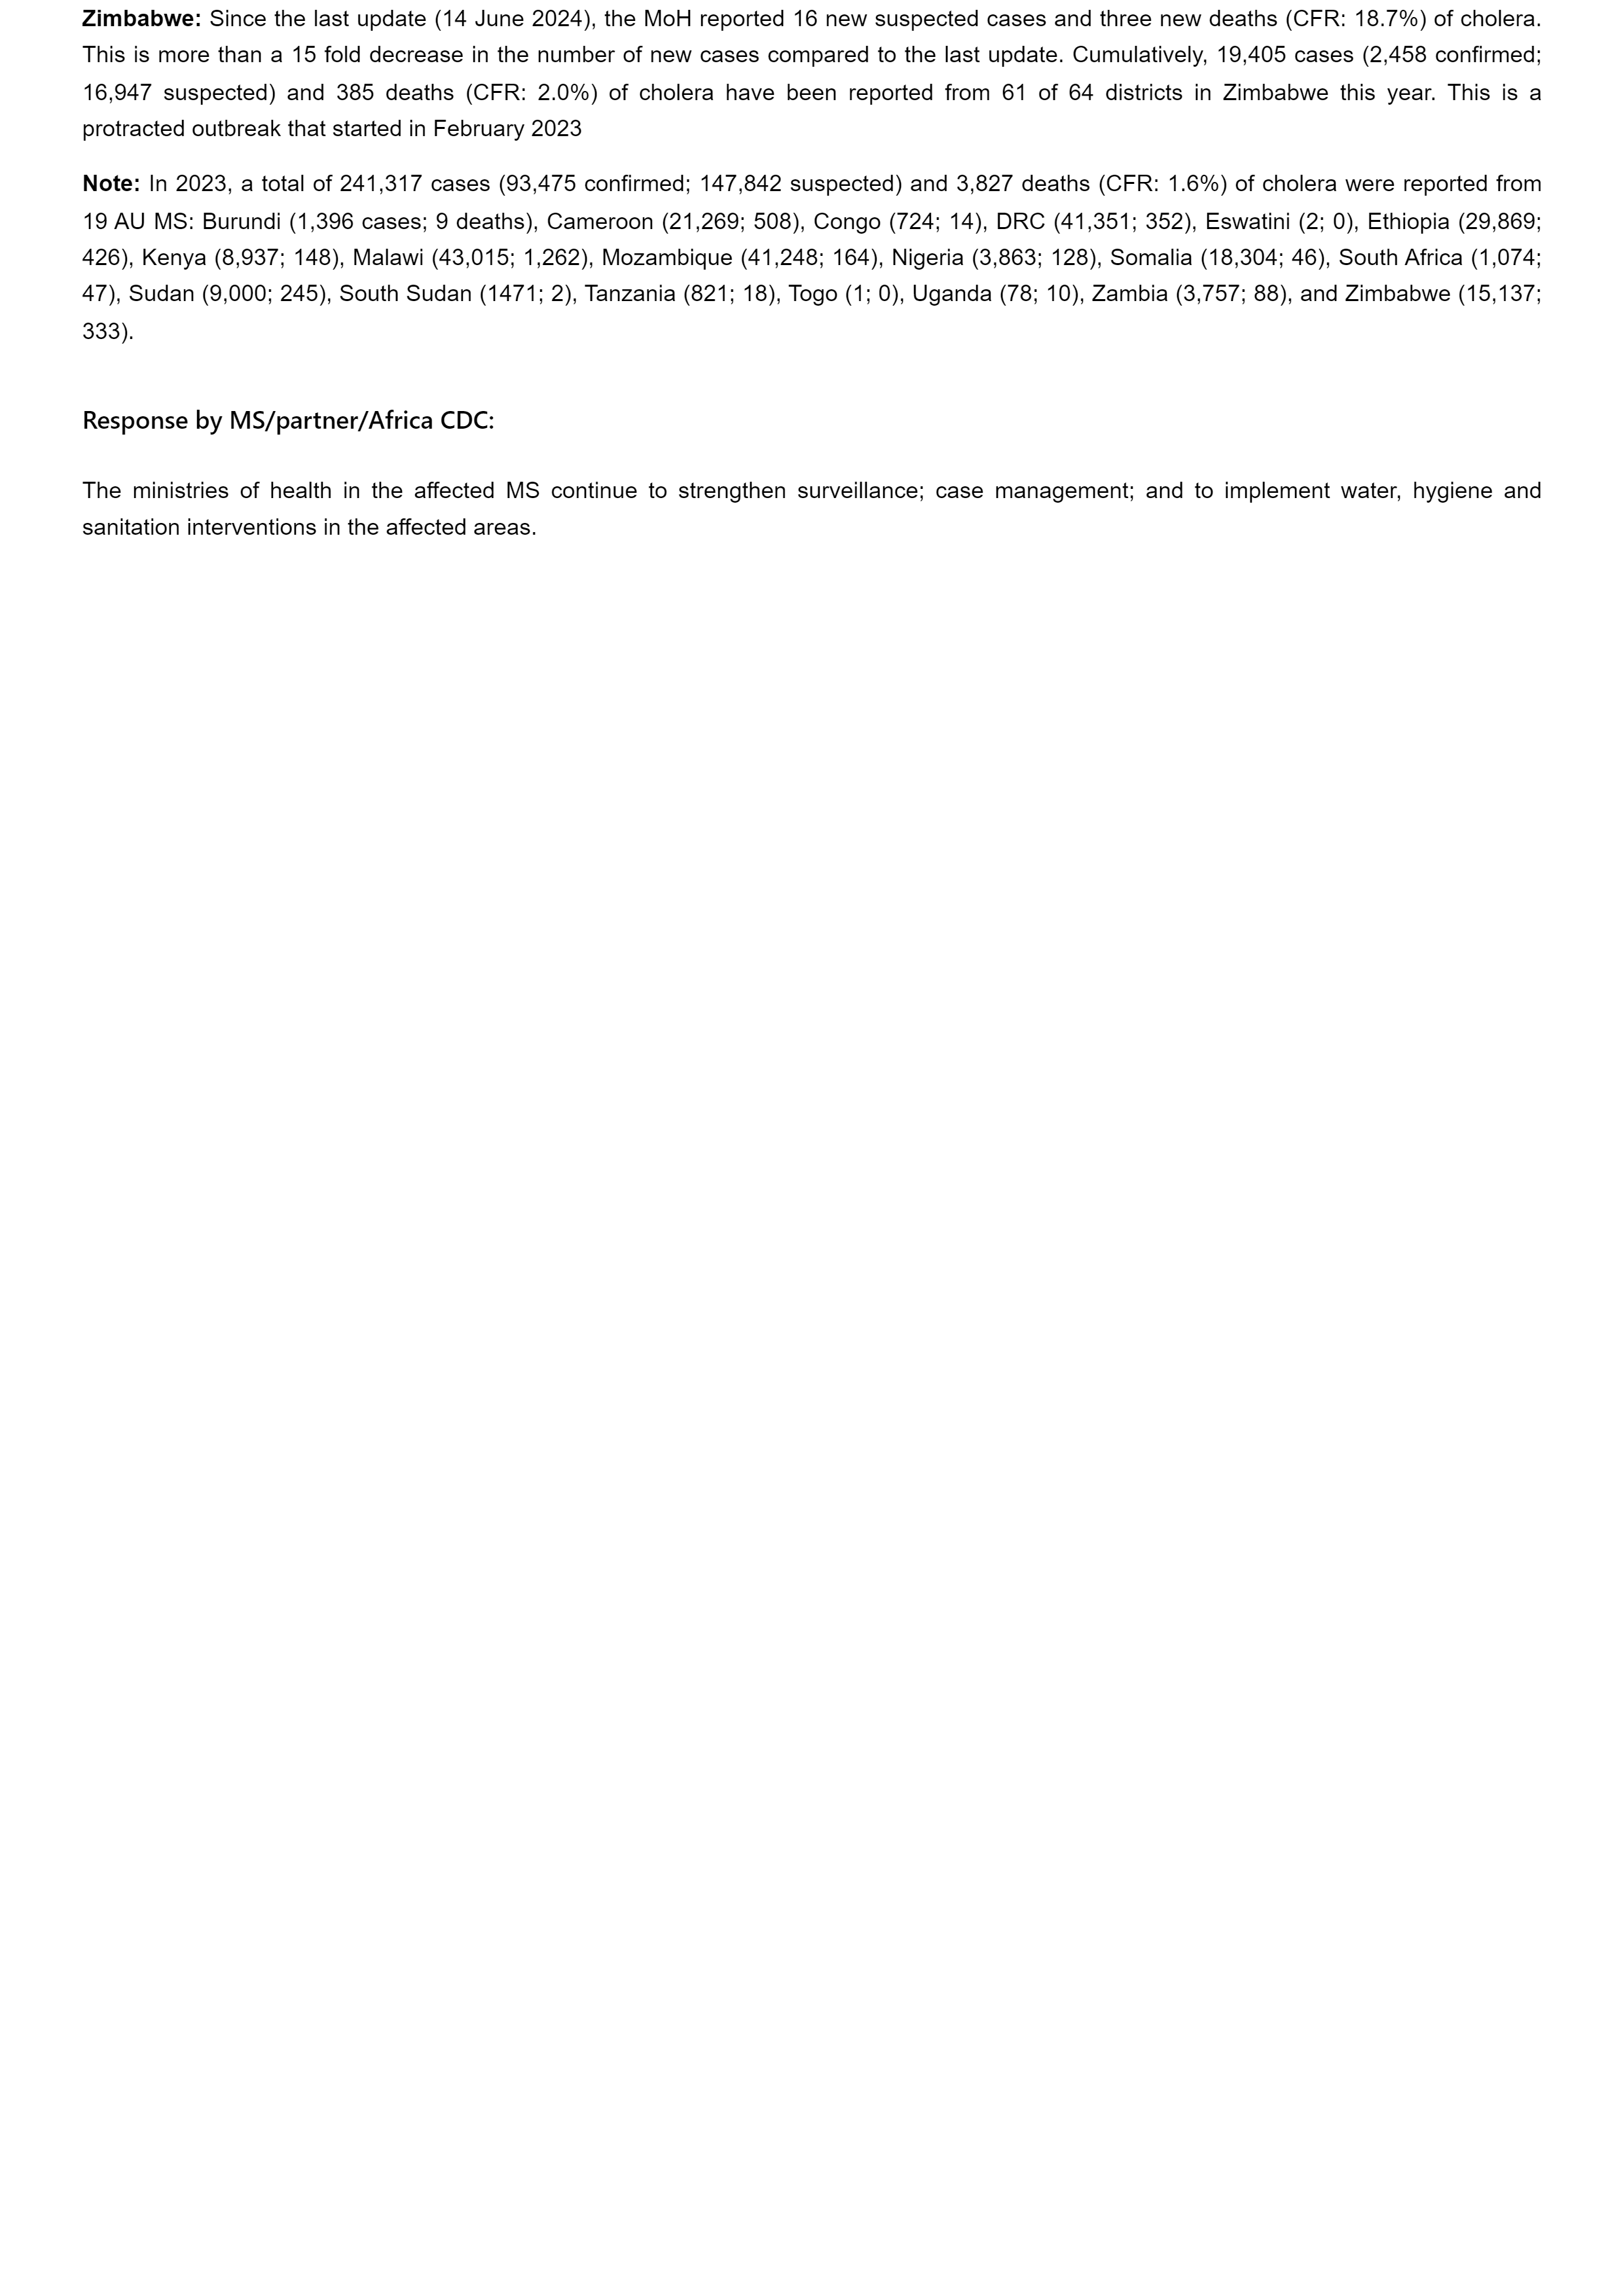 Zimbabwe: Since the last update (14 June 2024), the MoH reported 16 new suspected cases and three new deaths (CFR: 18.7%) of cholera.
This is more than a 15 fold decrease in the number of new cases compared to the last update. Cumulatively, 19,405 cases (2,458 confirmed;
16,947 suspected) and 385 deaths (CFR: 2.0%) of cholera have been reported from 61 of 64 districts in Zimbabwe this year. This is a
protracted outbreak that started in February 2023
Note: In 2023, a total of 241,317 cases (93,475 confirmed; 147,842 suspected) and 3,827 deaths (CFR: 1.6%) of cholera were reported from
19 AU MS: Burundi (1,396 cases; 9 deaths), Cameroon (21,269; 508), Congo (724; 14), DRC (41,351; 352), Eswatini (2; 0), Ethiopia (29,869;
426), Kenya (8,937; 148), Malawi (43,015; 1,262), Mozambique (41,248; 164), Nigeria (3,863; 128), Somalia (18,304; 46), South Africa (1,074;
47), Sudan (9,000; 245), South Sudan (1471; 2), Tanzania (821; 18), Togo (1; 0), Uganda (78; 10), Zambia (3,757; 88), and Zimbabwe (15,137;
333).
Response by MS/partner/Africa CDC:
The ministries of health in the affected MS continue to strengthen surveillance; case management; and to implement water, hygiene and
sanitation interventions in the affected areas.